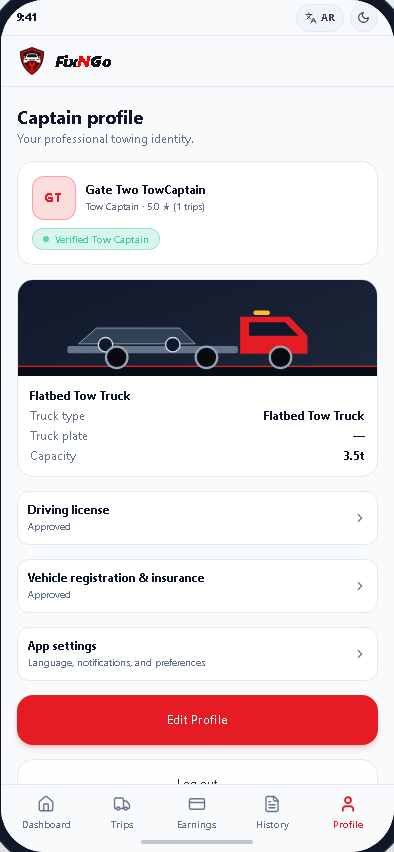 9:41
AR
FixNGo
Captain profile
Your professional towing identity.
GT
Gate Two TowCaptain
Tow Captain · 5.0 ★ (1 trips)
Verified Tow Captain
Flatbed Tow Truck
Truck type Flatbed Tow Truck
Truck plate —
Capacity 3.5t
Driving license
Approved
Vehicle registration & insurance
Approved
App settings
Language, notifications, and preferences
Edit Profile
Log out
Dashboard Trips Earnings History Profile